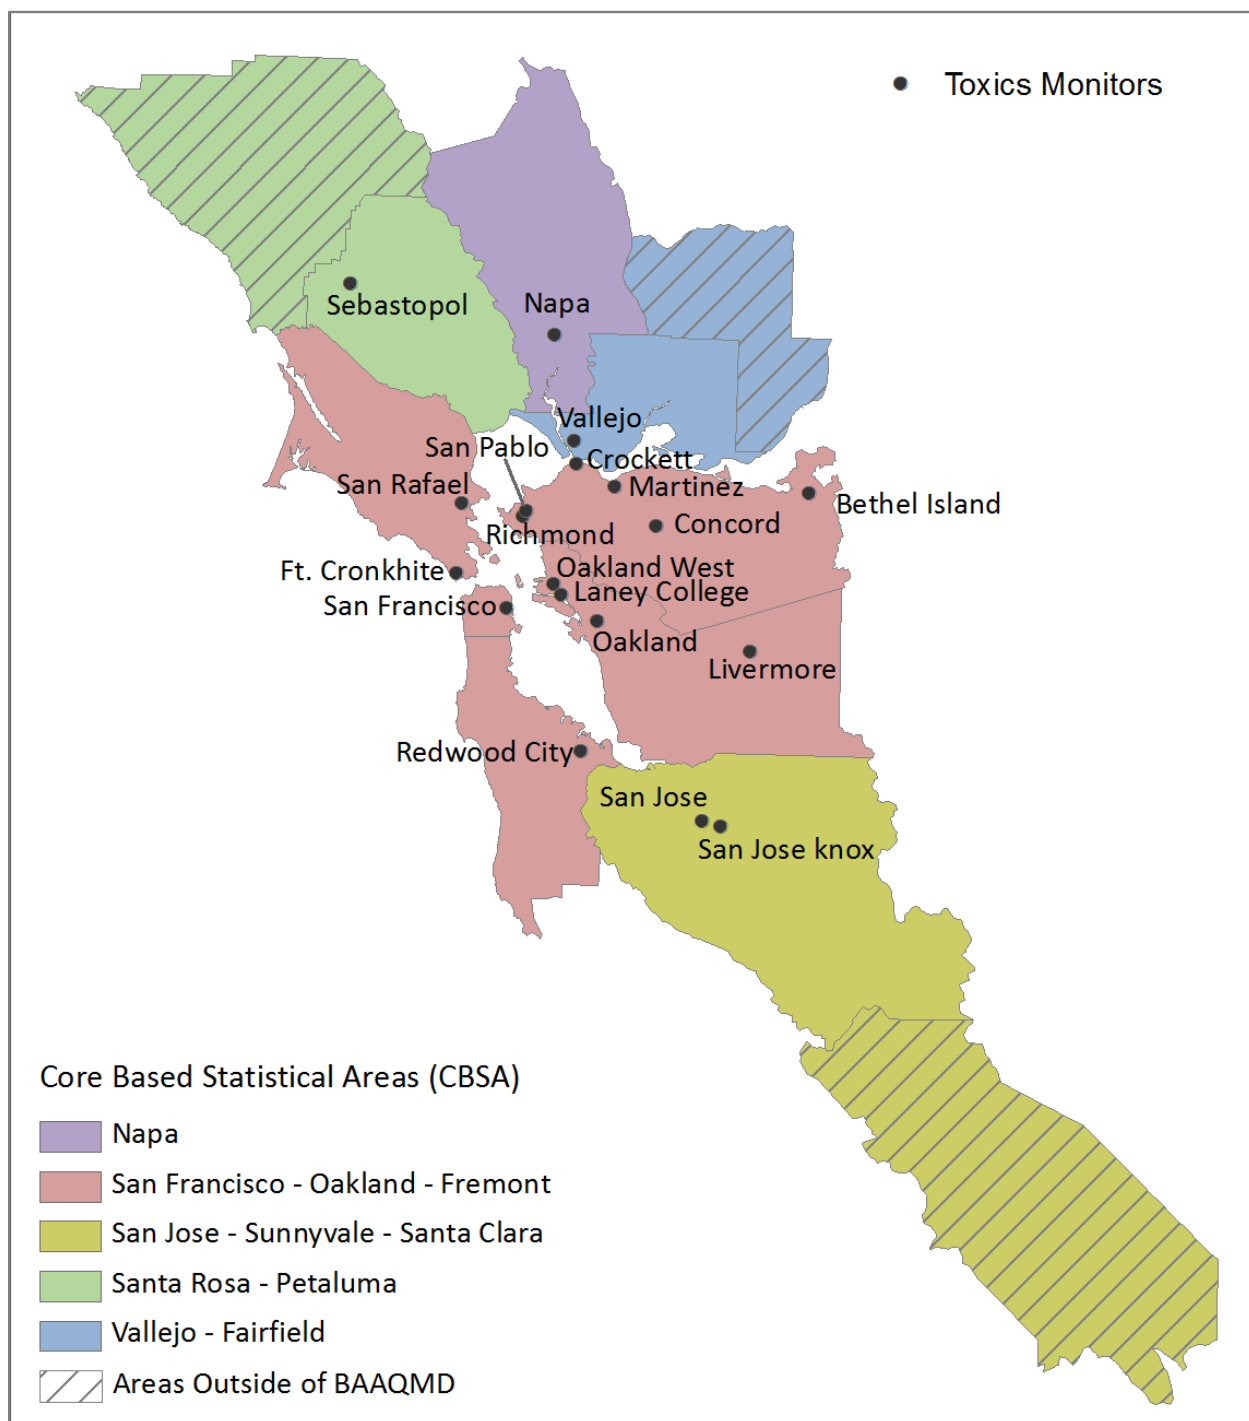 Toxics Monitors
Sebastopol
Napa
Vallejo
San Pablo
Crockett
San Rafael
Martinez
Bethel Island
Richmond
Concord
Ft. Cronkhite
Oakland West
Laney College
San Francisco
Oakland
Livermore
Redwood City
San Jose
San Jose knox
Core Based Statistical Areas (CBSA)
Napa
San Francisco - Oakland - Fremont
San Jose - Sunnyvale - Santa Clara
Santa Rosa - Petaluma
Vallejo - Fairfield
Areas Outside of BAAQMD